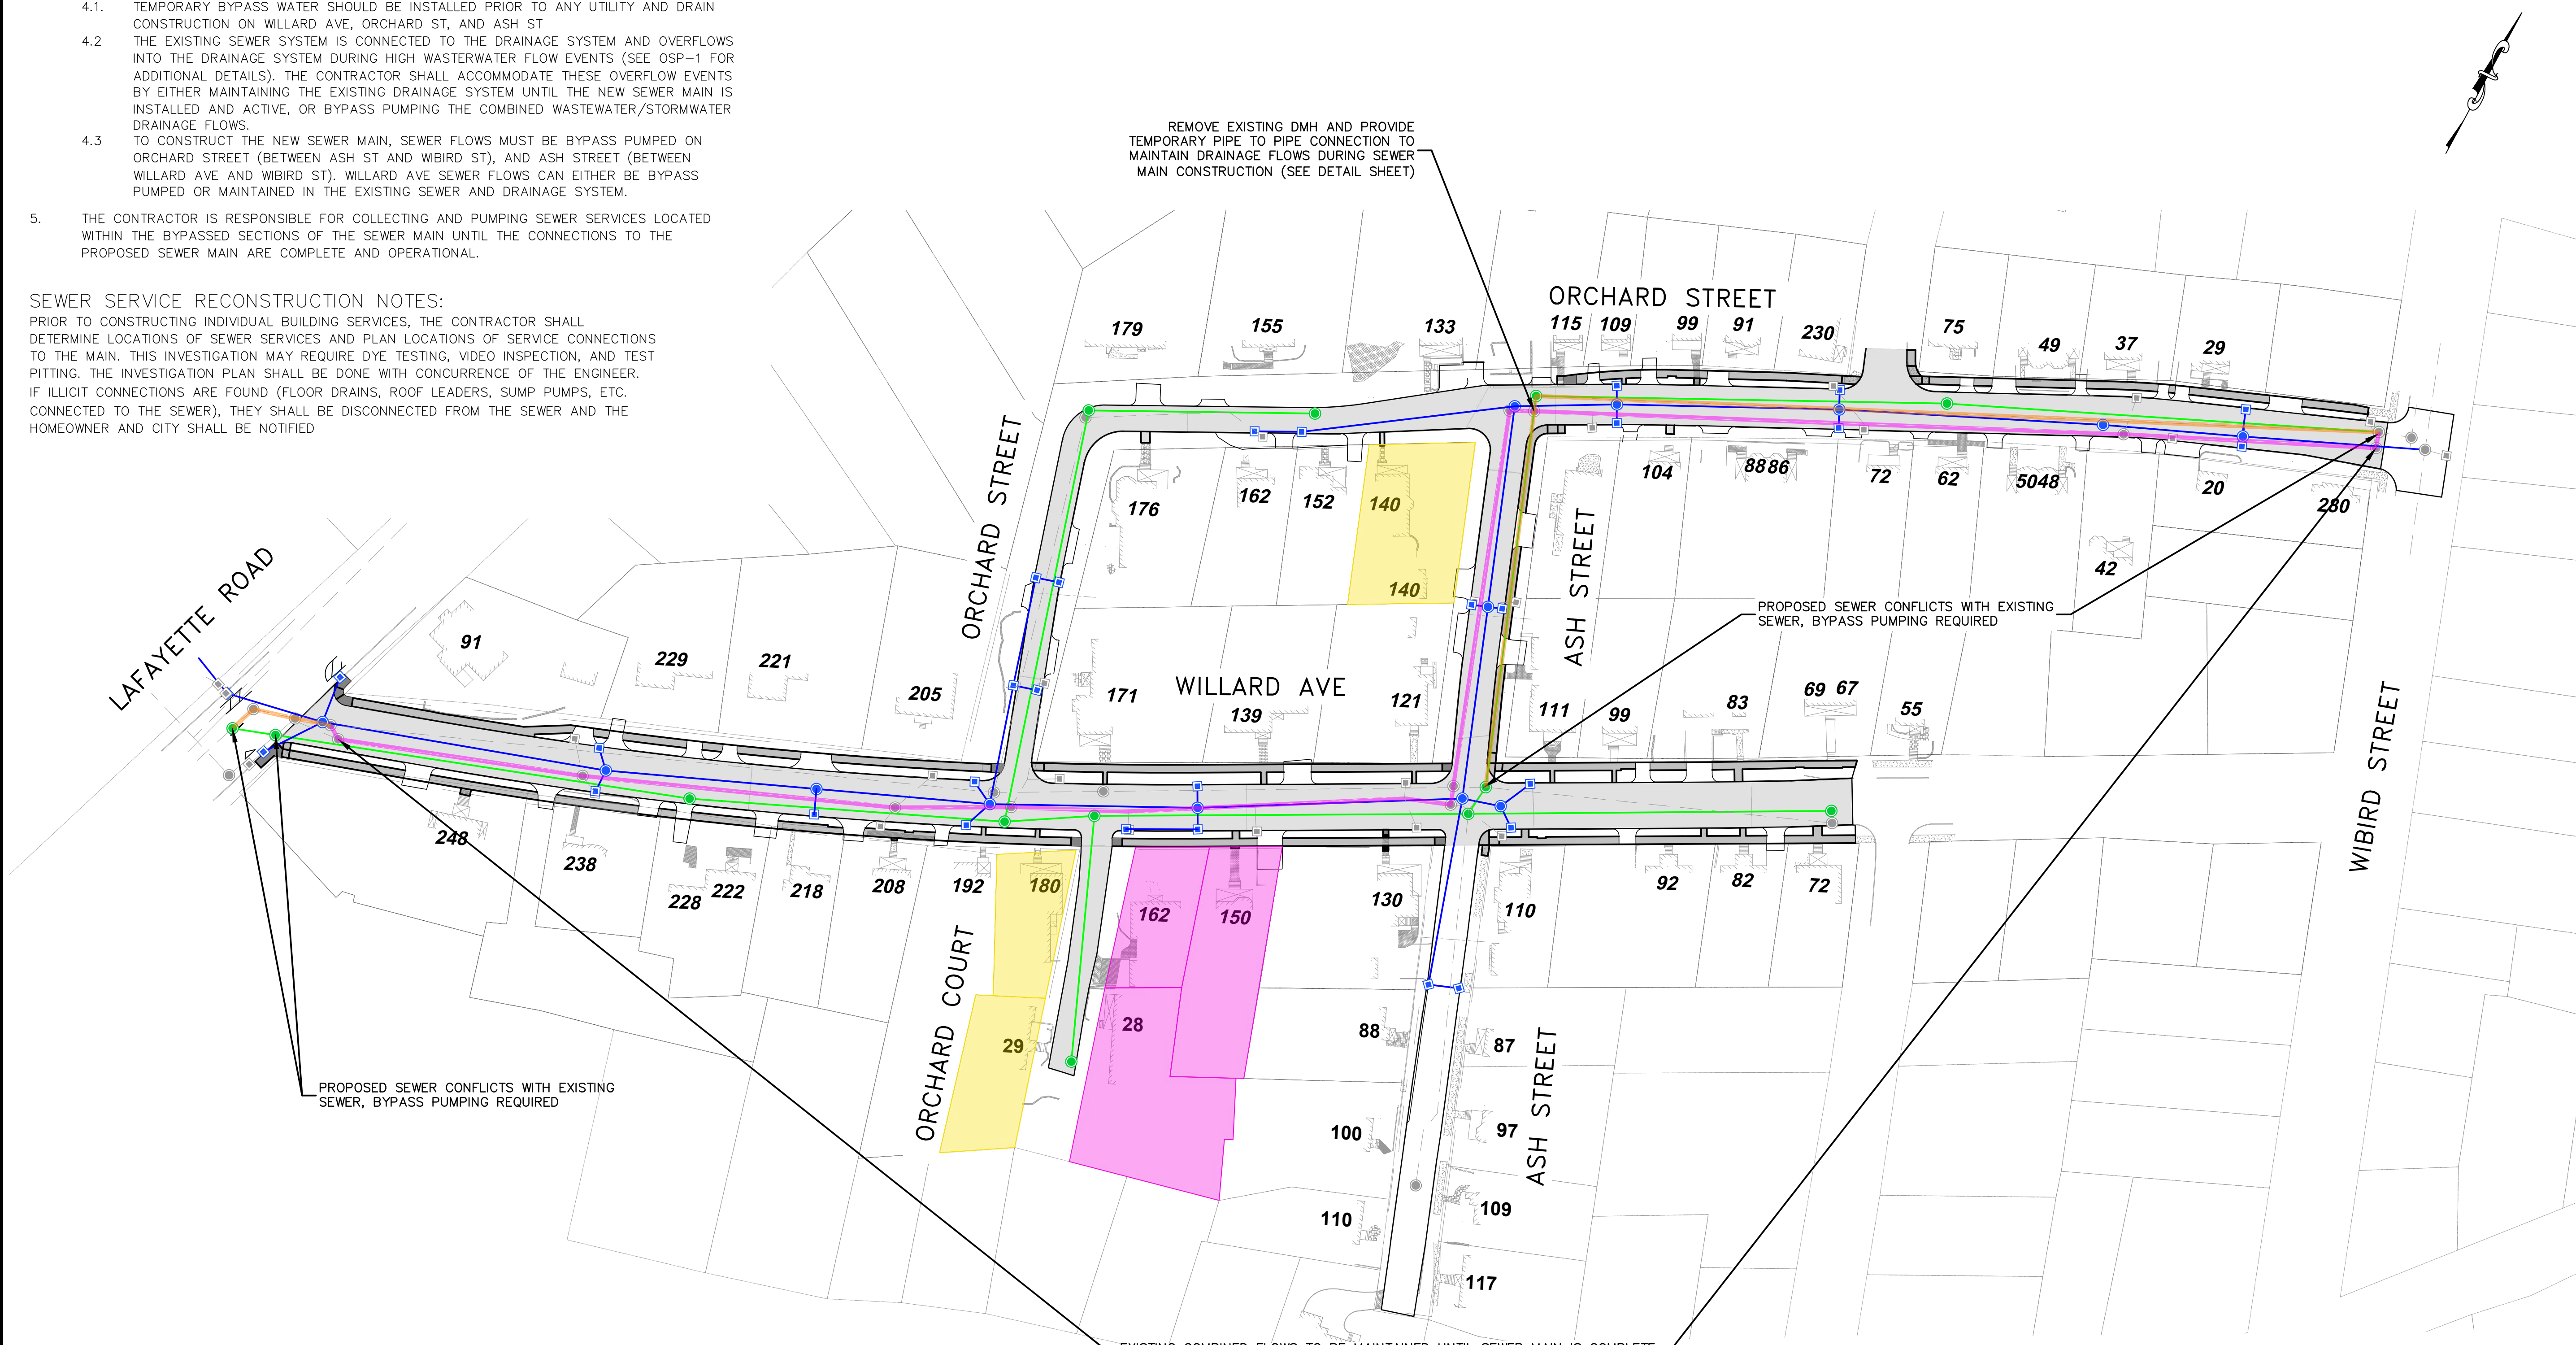 4.1. TEMPORARY BYPASS WATER SHOULD BE INSTALLED PRIOR TO ANY UTILITY AND DRAIN
CONSTRUCTION ON WILLARD AVE, ORCHARD ST, AND ASH ST
4.2 THE EXISTING SEWER SYSTEM IS CONNECTED TO THE DRAINAGE SYSTEM AND OVERFLOWS
INTO THE DRAINAGE SYSTEM DURING HIGH WASTERWATER FLOW EVENTS (SEE OSP-1 FOR
ADDITIONAL DETAILS). THE CONTRACTOR SHALL ACCOMMODATE THESE OVERFLOW EVENTS
BY EITHER MAINTAINING THE EXISTING DRAINAGE SYSTEM UNTIL THE NEW SEWER MAIN IS
INSTALLED AND ACTIVE, OR BYPASS PUMPING THE COMBINED WASTEWATER/STORMWATER
DRAINAGE FLOWS.
4.3 TO CONSTRUCT THE NEW SEWER MAIN, SEWER FLOWS MUST BE BYPASS PUMPED ON
ORCHARD STREET (BETWEEN ASH ST AND WIBIRD ST), AND ASH STREET (BETWEEN
WILLARD AVE AND WIBIRD ST). WILLARD AVE SEWER FLOWS CAN EITHER BE BYPASS
PUMPED OR MAINTAINED IN THE EXISTING SEWER AND DRAINAGE SYSTEM.
5. THE CONTRACTOR IS RESPONSIBLE FOR COLLECTING AND PUMPING SEWER SERVICES LOCATED
WITHIN THE BYPASSED SECTIONS OF THE SEWER MAIN UNTIL THE CONNECTIONS TO THE
PROPOSED SEWER MAIN ARE COMPLETE AND OPERATIONAL.
SEWER SERVICE RECONSTRUCTION NOTES:
PRIOR TO CONSTRUCTING INDIVIDUAL BUILDING SERVICES, THE CONTRACTOR SHALL
DETERMINE LOCATIONS OF SEWER SERVICES AND PLAN LOCATIONS OF SERVICE CONNECTIONS
TO THE MAIN. THIS INVESTIGATION MAY REQUIRE DYE TESTING, VIDEO INSPECTION, AND TEST
PITTING. THE INVESTIGATION PLAN SHALL BE DONE WITH CONCURRENCE OF THE ENGINEER.
IF ILLICIT CONNECTIONS ARE FOUND (FLOOR DRAINS, ROOF LEADERS, SUMP PUMPS, ETC.
CONNECTED TO THE SEWER), THEY SHALL BE DISCONNECTED FROM THE SEWER AND THE
HOMEOWNER AND CITY SHALL BE NOTIFIED
REMOVE EXISTING DMH AND PROVIDE
TEMPORARY PIPE TO PIPE CONNECTION TO
MAINTAIN DRAINAGE FLOWS DURING SEWER
MAIN CONSTRUCTION (SEE DETAIL SHEET)
ORCHARD STREET
179
155
133
115
109
99
91
230
75
49
37
29
176
162
152
140
104
88
86
72
62
50
48
20
280
42
140
ORCHARD STREET
ASH STREET
LAFAYETTE ROAD
PROPOSED SEWER CONFLICTS WITH EXISTING
SEWER, BYPASS PUMPING REQUIRED
91
229
221
205
171
WILLARD AVE
139
121
111
99
83
69
67
55
WIBIRD STREET
248
238
228
222
218
208
192
180
162
150
130
110
92
82
72
ORCHARD COURT
29
28
88
87
100
97
ASH STREET
110
109
117
PROPOSED SEWER CONFLICTS WITH EXISTING
SEWER, BYPASS PUMPING REQUIRED
EXISTING COMBINED FLOWS TO BE MAINTAINED UNTIL SEWER MAIN IS COMPLETE